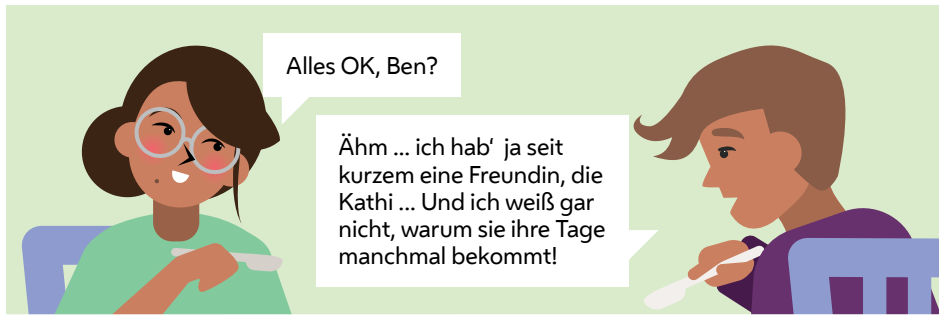 Alles OK, Ben?
Ähm ... ich hab‘ ja seit
kurzem eine Freundin, die
Kathi ... Und ich weiß gar
nicht, warum sie ihre Tage
manchmal bekommt!